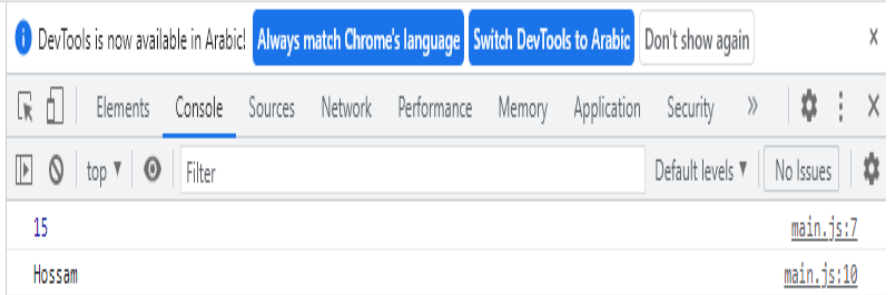 DevTools is now available in Arabic! Always match Chrome's language Switch DevTools to Arabic Don't show again
Elements Console Sources Network Performance Memory Application Security
top Filter Default levels No Issues
15 main.js:7
Hossam main.js:10